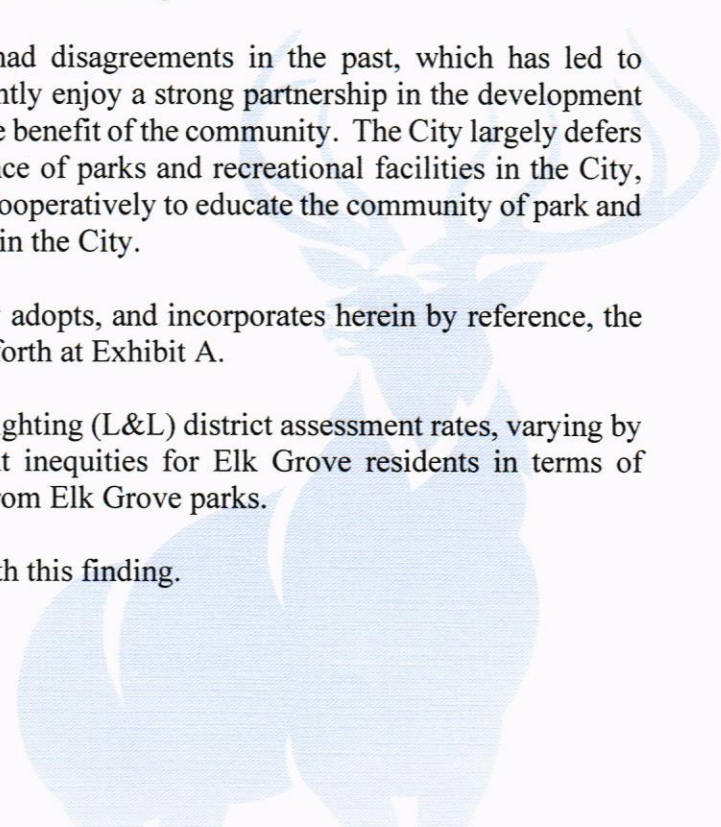 had disagreements in the past, which has led to
ntly enjoy a strong partnership in the development
e benefit of the community. The City largely defers
ce of parks and recreational facilities in the City,
ooperatively to educate the community of park and
in the City.
adopts, and incorporates herein by reference, the
forth at Exhibit A.
ghting (L&L) district assessment rates, varying by
t inequities for Elk Grove residents in terms of
rom Elk Grove parks.
th this finding.